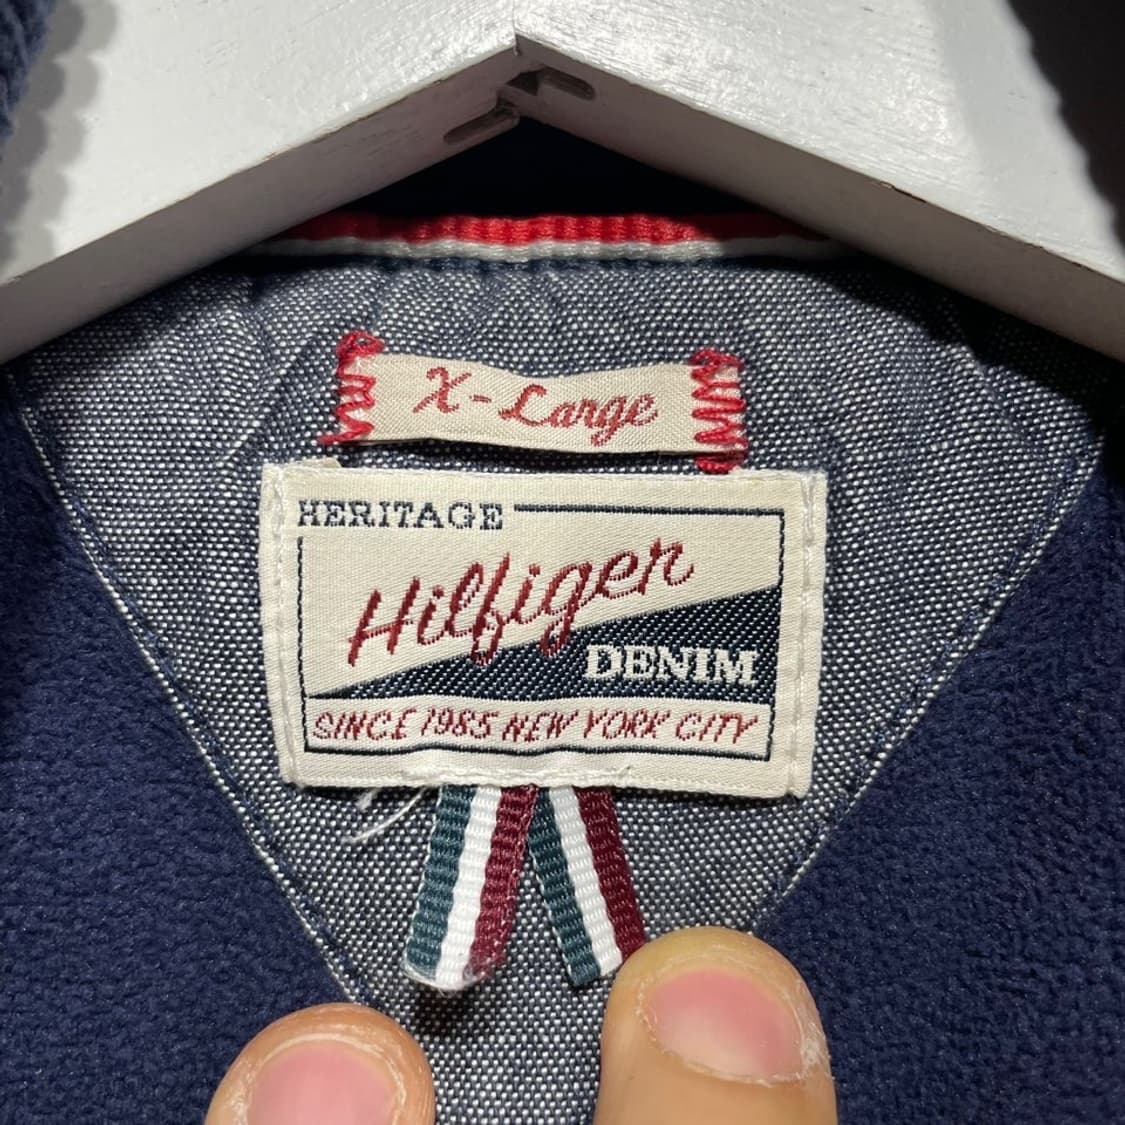 X-Large
HERITAGE
Hilfiger
DENIM
SINCE 1985 NEW YORK CITY